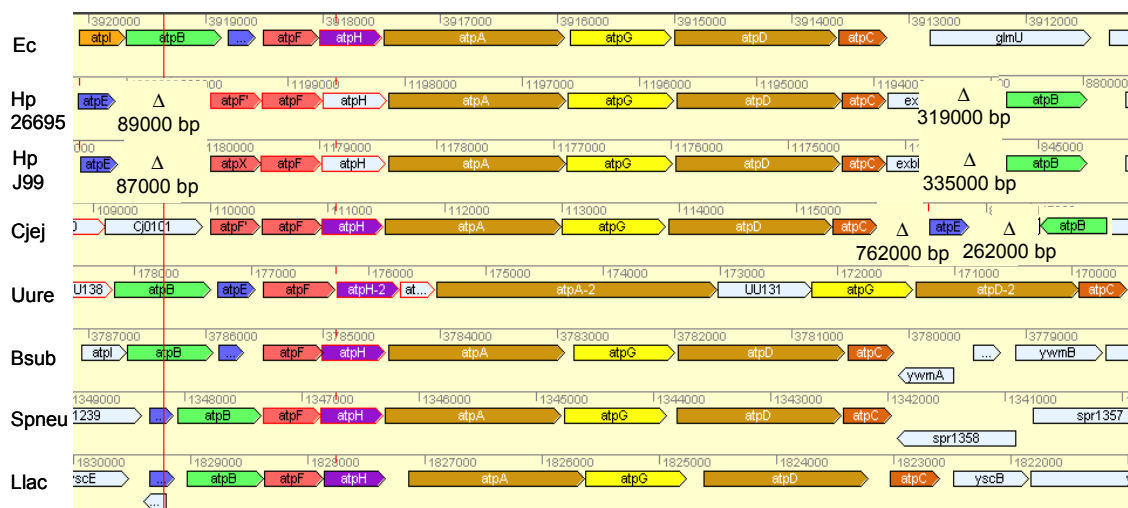 3920000 3919000 3918000 3917000 3916000 3915000 3914000 3913000 3912000
Ec atpI atpB ... atpF atpH atpA atpG atpD atpC glmU
1199000 1198000 1197000 1196000 1195000 1194000 880000
Hp 26695 atpE Δ atpF' atpF atpH atpA atpG atpD atpC ex Δ atpB
89000 bp 319000 bp
1180000 1179000 1178000 1177000 1176000 1175000 845000
Hp J99 atpE Δ atpX atpF atpH atpA atpG atpD atpC exbl Δ atpB
87000 bp 335000 bp
109000 110000 111000 112000 113000 114000 115000
Cjej Cj0101 atpF' atpF atpH atpA atpG atpD atpC Δ atpE Δ atpB
762000 bp 262000 bp
178000 177000 176000 175000 174000 173000 172000 171000 170000
Uure U138 atpB atpE atpF atpH-2 at... atpA-2 UU131 atpG atpD-2 atpC
3787000 3786000 3785000 3784000 3783000 3782000 3781000 3780000 3779000
Bsub atpI atpB ... atpF atpH atpA atpG atpD atpC ... ywmB
ywmA
1349000 1348000 1347000 1346000 1345000 1344000 1343000 1342000 1341000
Spneu 1239 ... atpB atpF atpH atpA atpG atpD atpC spr1357
spr1358
1830000 1829000 1828000 1827000 1826000 1825000 1824000 1823000 1822000
Llac yscE ... atpB atpF atpH atpA atpG atpD atpC yscB
...